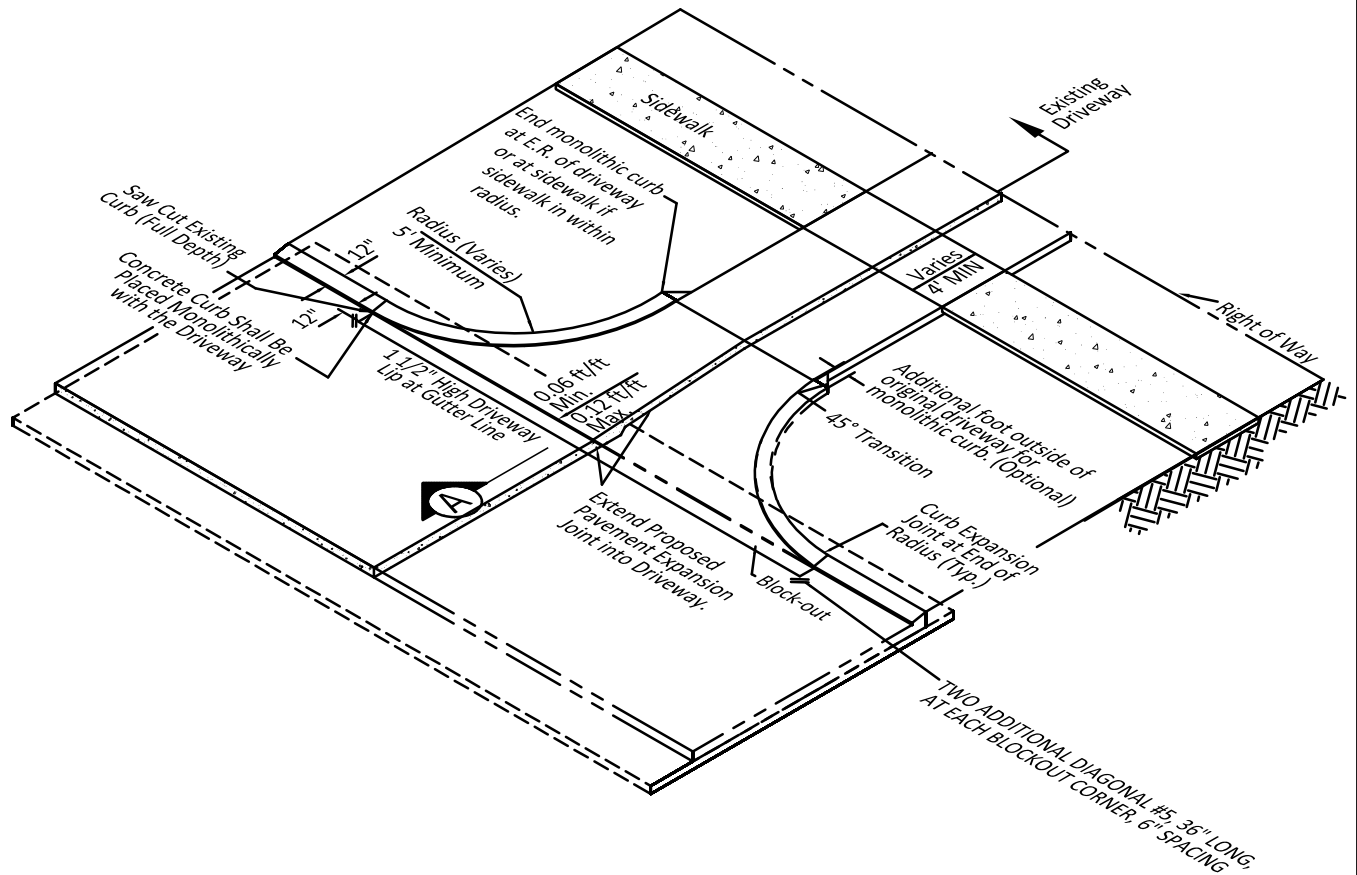 Existing
Driveway
Sidewalk
End monolithic curb
at E.R. of driveway
or at sidewalk if
sidewalk in within
radius.
Saw Cut Existing
Curb (Full Depth)
Radius (Varies)
5' Minimum
12"
12"
Concrete Curb Shall Be
Placed Monolithically
with the Driveway
Varies
4' MIN
Right of Way
1 1/2" High Driveway
Lip at Gutter Line
0.06 ft/ft
Min.
0.12 ft/ft
Max.
Additional foot outside of
original driveway for
monolithic curb. (Optional)
45° Transition
A
Extend Proposed
Pavement Expansion
Joint into Driveway.
Block-out
Curb Expansion
Joint at End of
Radius (Typ.)
TWO ADDITIONAL DIAGONAL #5, 36" LONG,
AT EACH BLOCKOUT CORNER, 6" SPACING